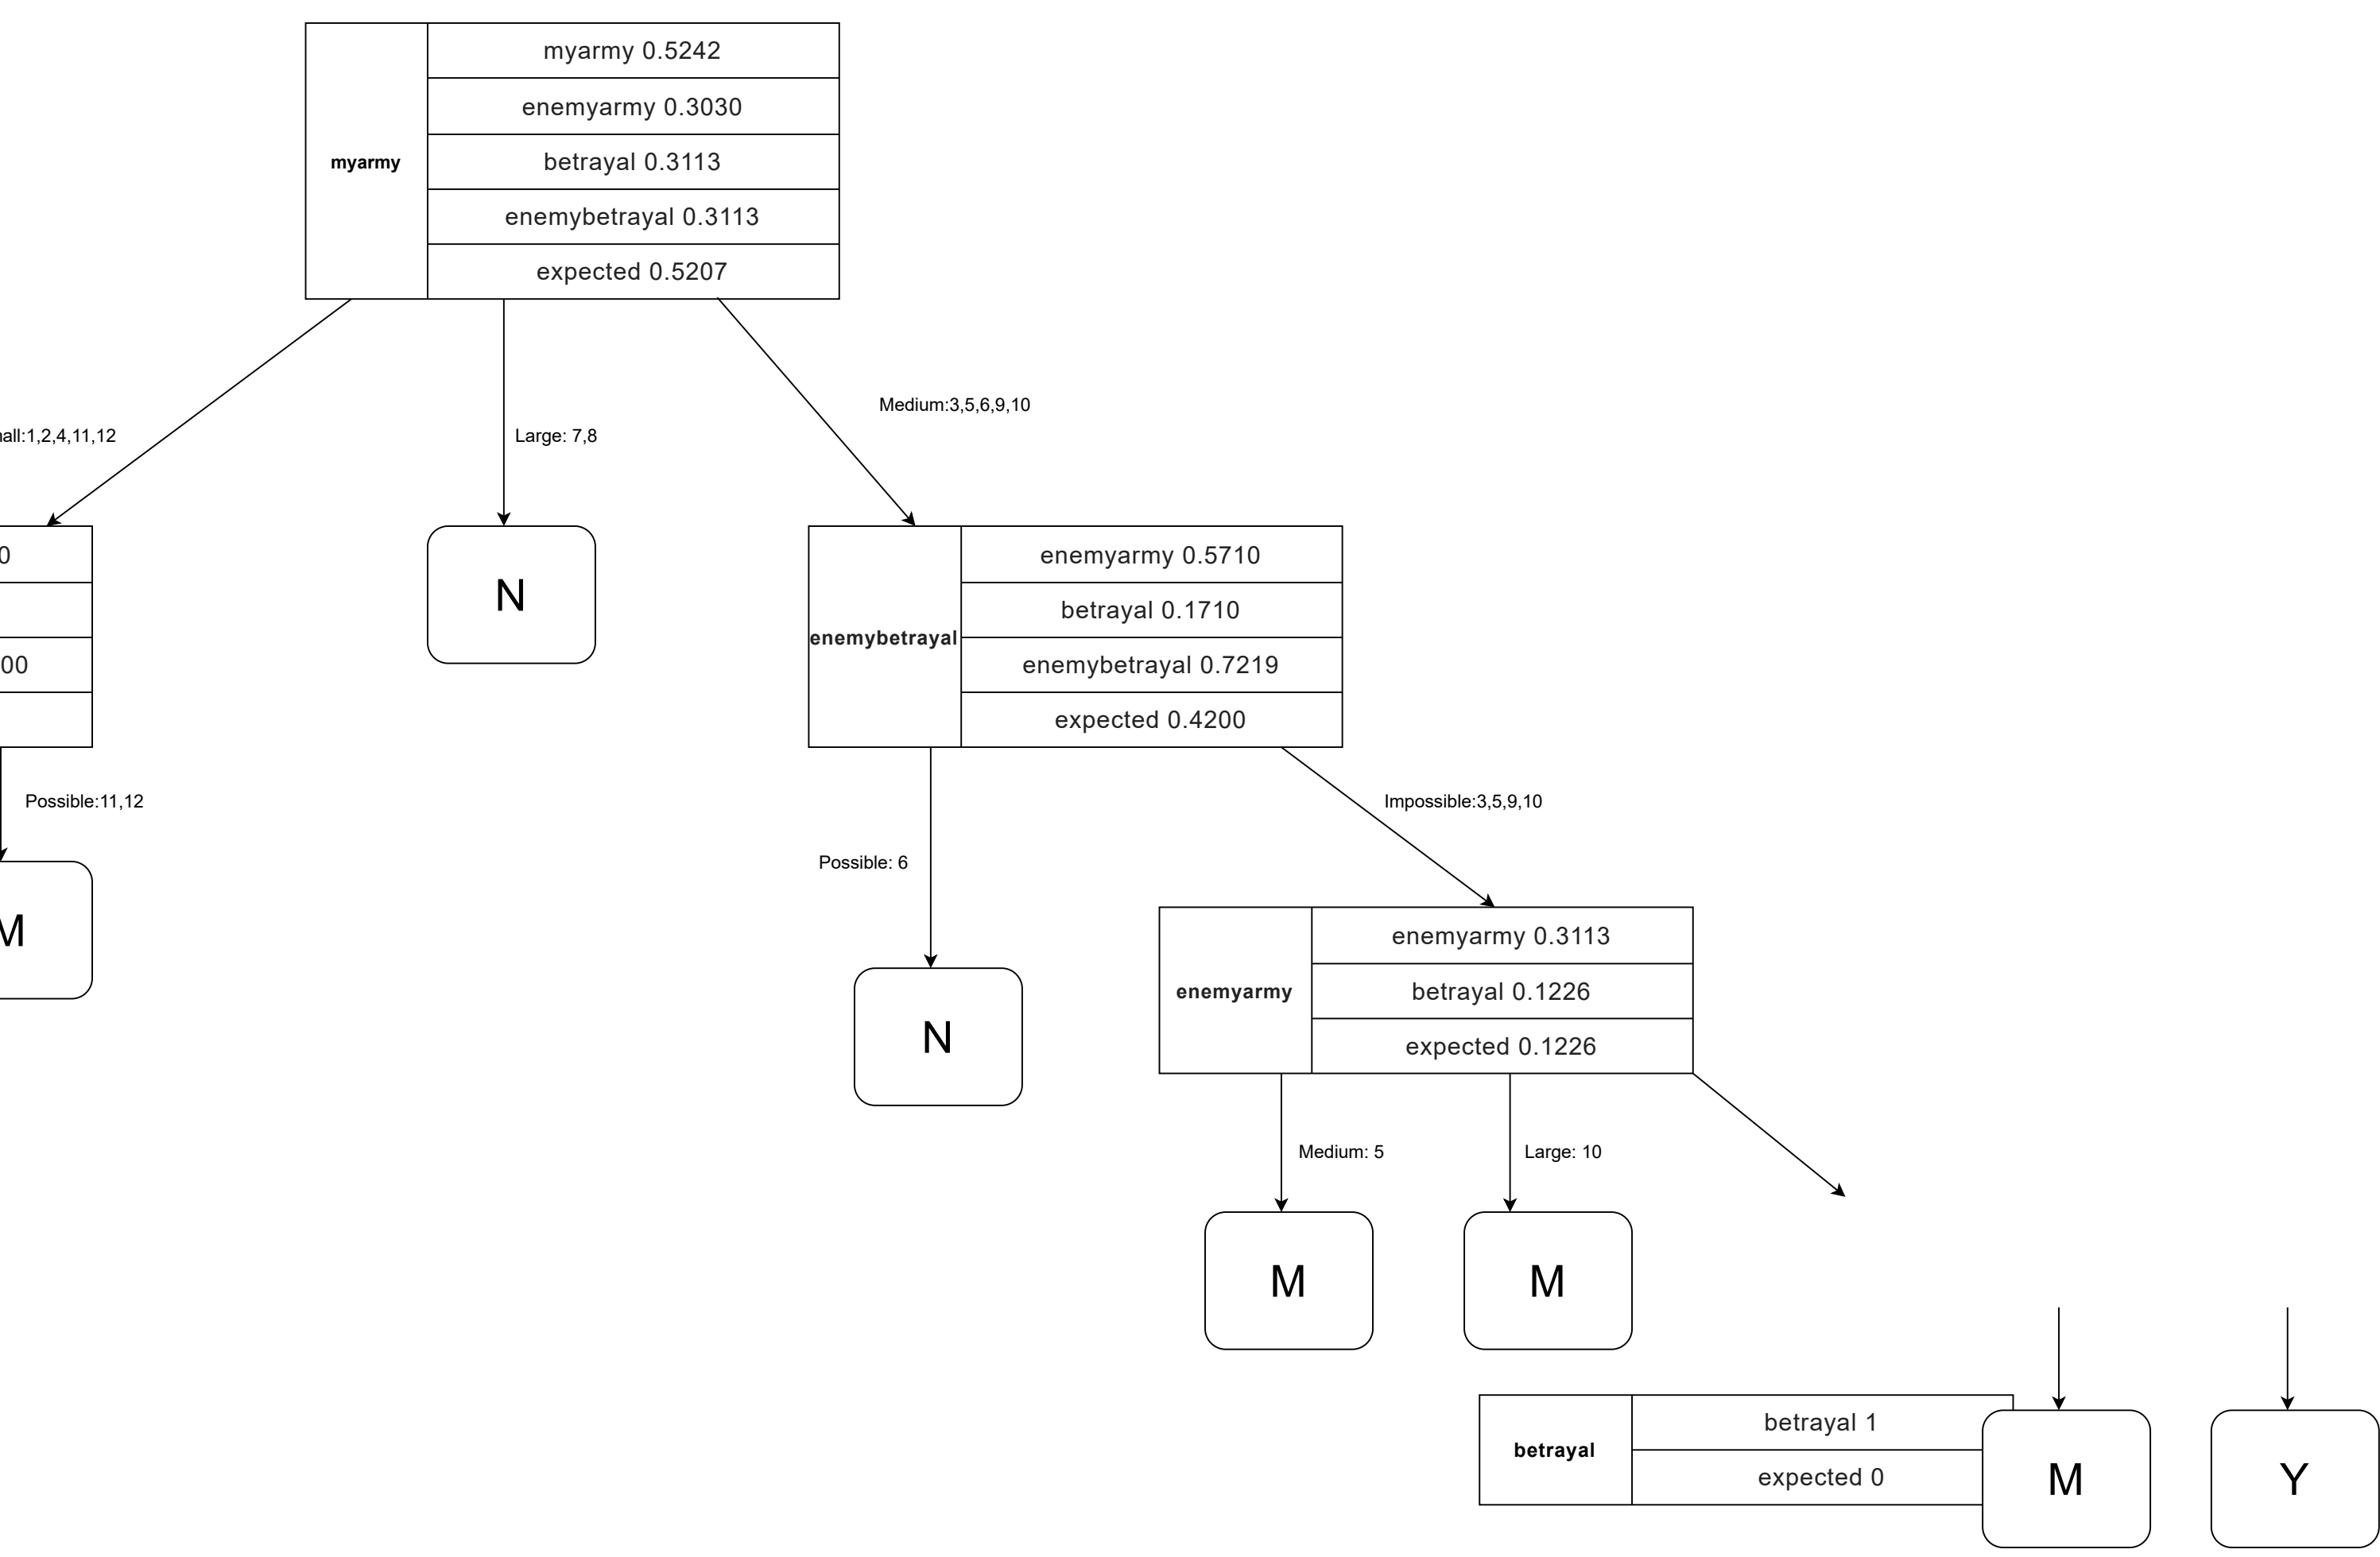 myarmy
myarmy 0.5242
enemyarmy 0.3030
betrayal 0.3113
enemybetrayal 0.3113
expected 0.5207
Medium:3,5,6,9,10
all:1,2,4,11,12
Large: 7,8
0
00
N
enemybetrayal
enemyarmy 0.5710
betrayal 0.1710
enemybetrayal 0.7219
expected 0.4200
Possible:11,12
Impossible:3,5,9,10
Possible: 6
M
N
enemyarmy
enemyarmy 0.3113
betrayal 0.1226
expected 0.1226
Medium: 5
Large: 10
M
M
betrayal
betrayal 1
expected 0
M
Y